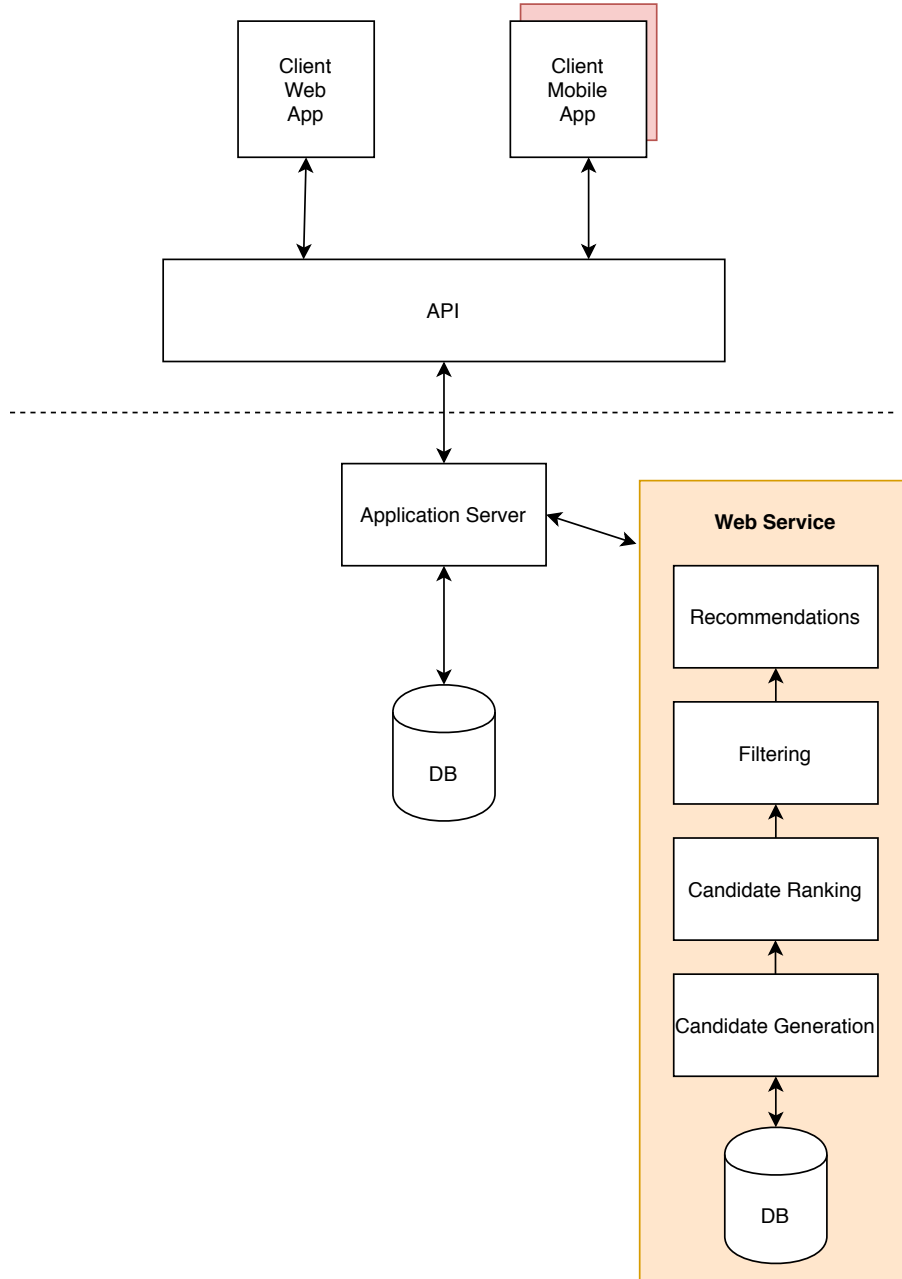 Client
Web
App
Client
Mobile
App
API
Application Server
Web Service
Recommendations
Filtering
DB
Candidate Ranking
Candidate Generation
DB